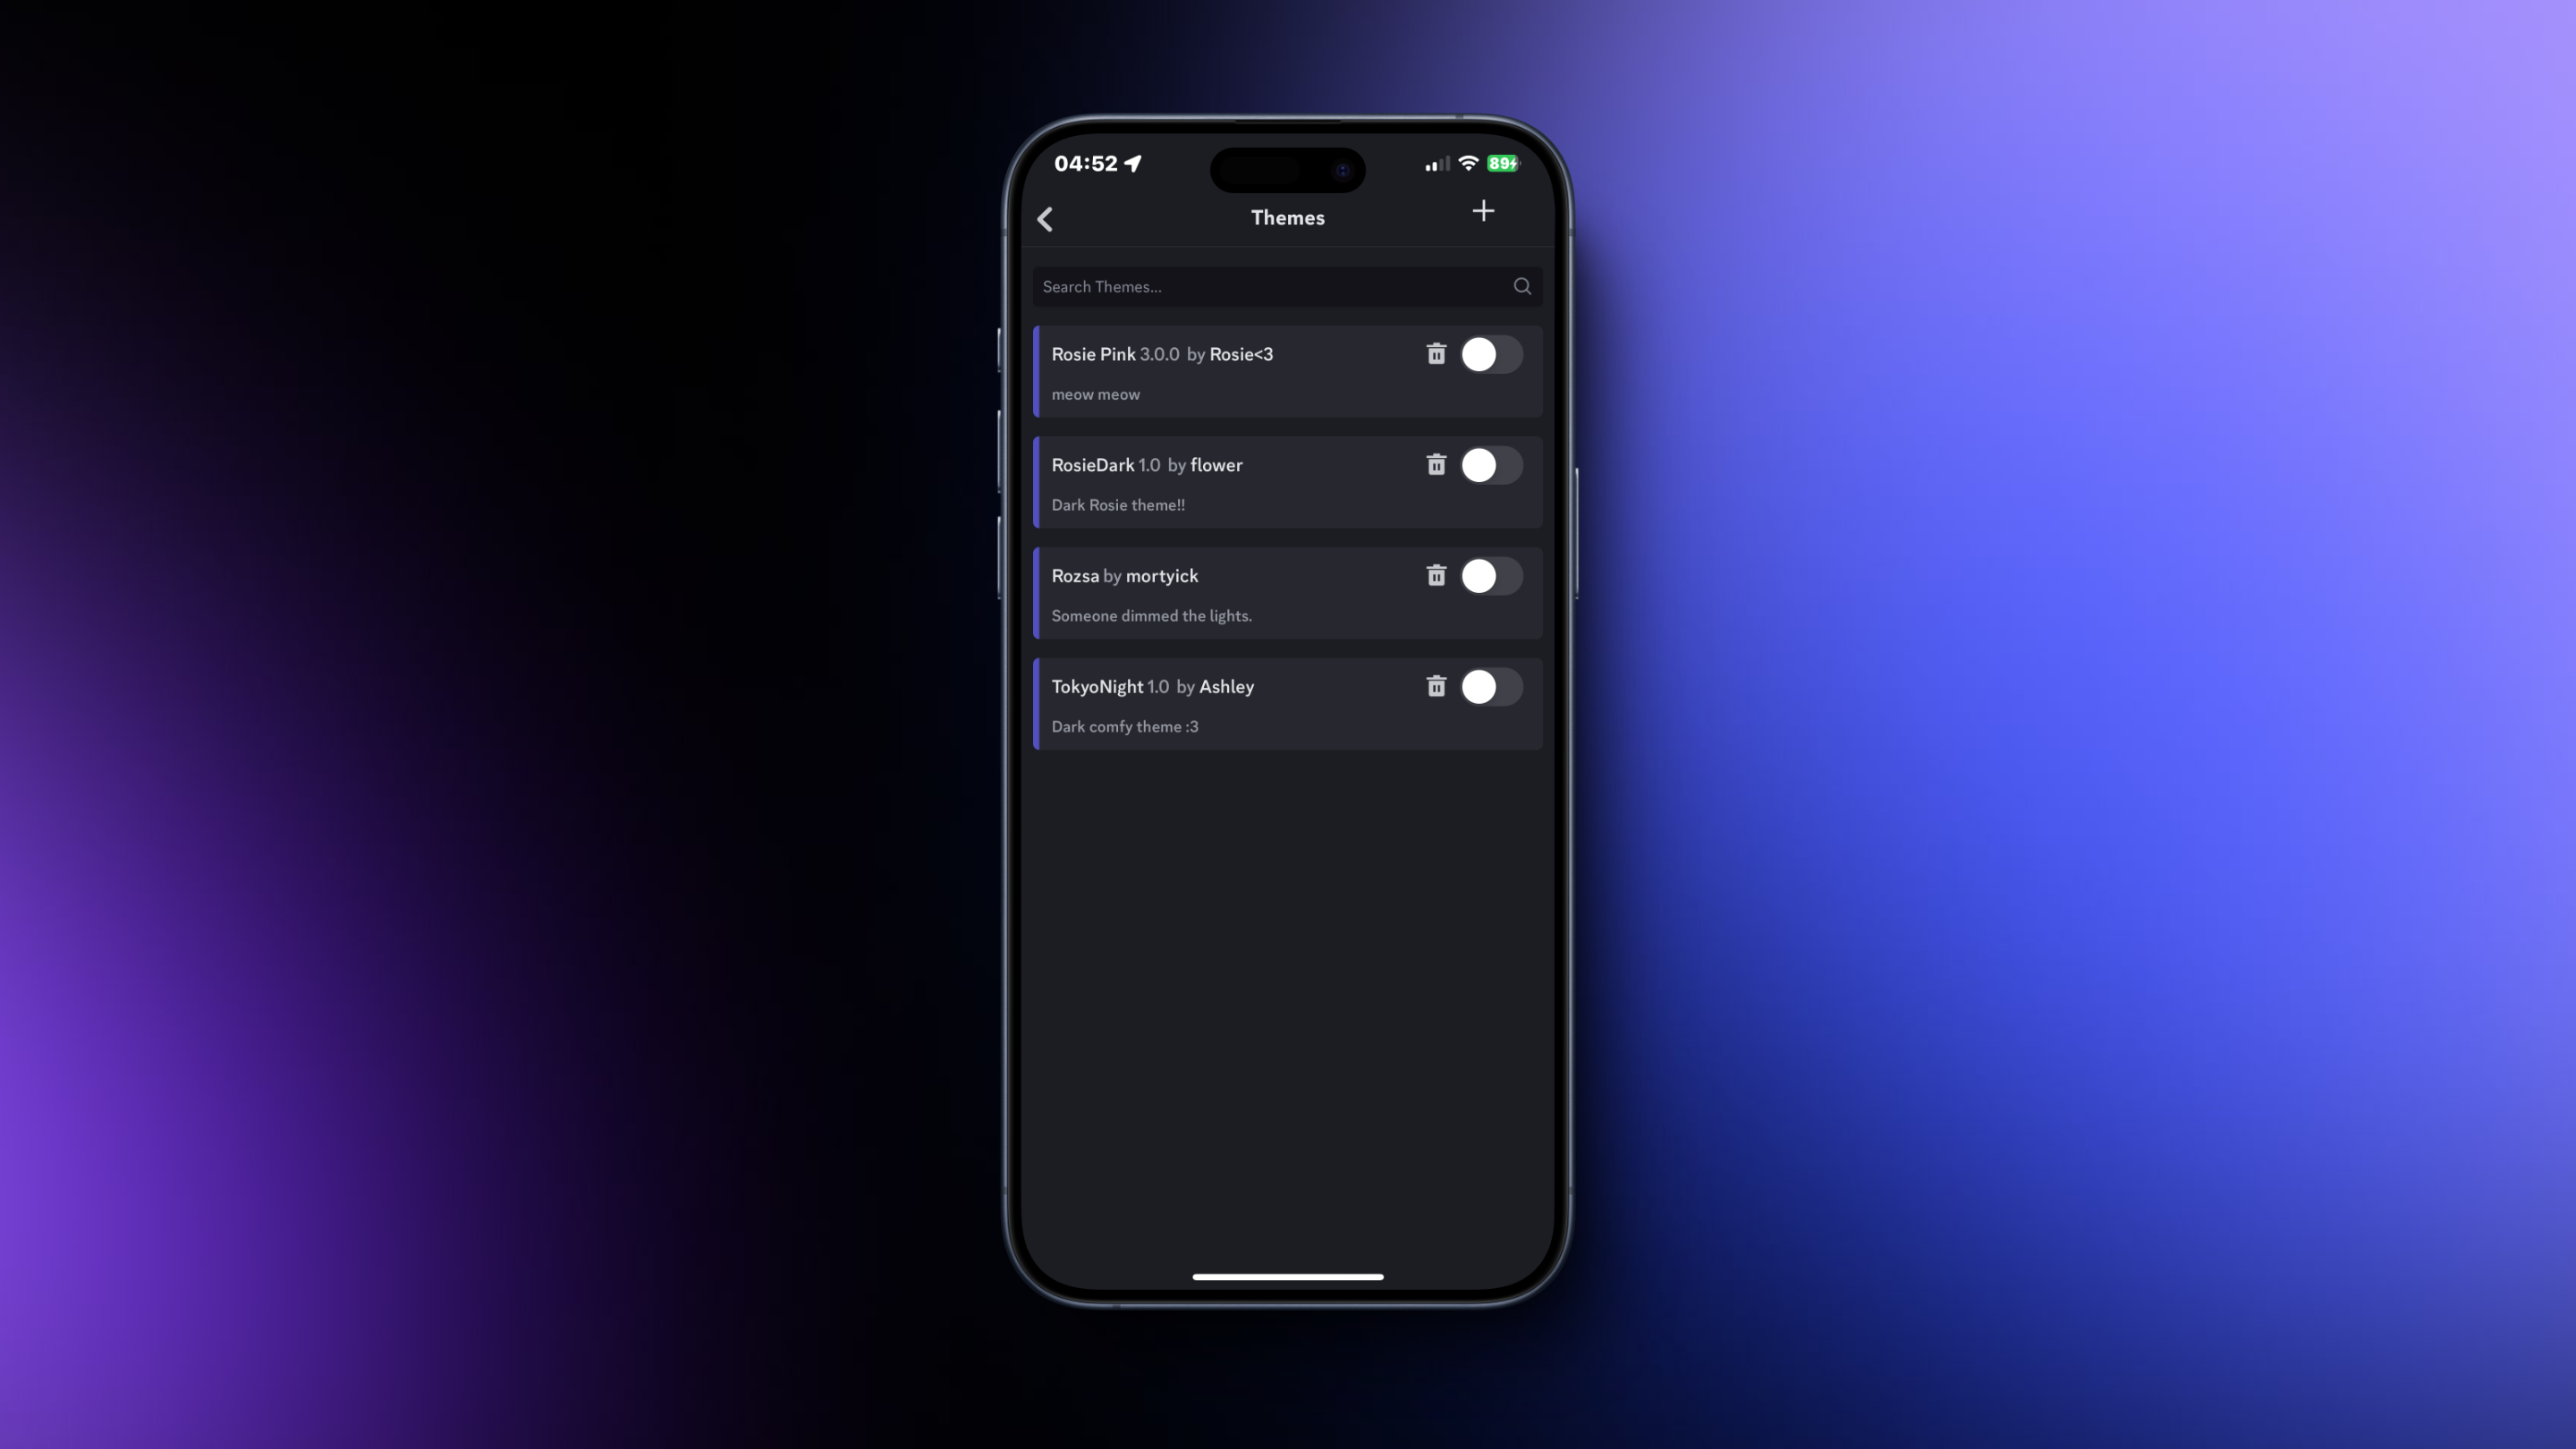 04:52
89
Themes
Search Themes...
Rosie Pink 3.0.0 by Rosie<3
meow meow
RosieDark 1.0 by flower
Dark Rosie theme!!
Rozsa by mortyick
Someone dimmed the lights.
TokyoNight 1.0 by Ashley
Dark comfy theme :3